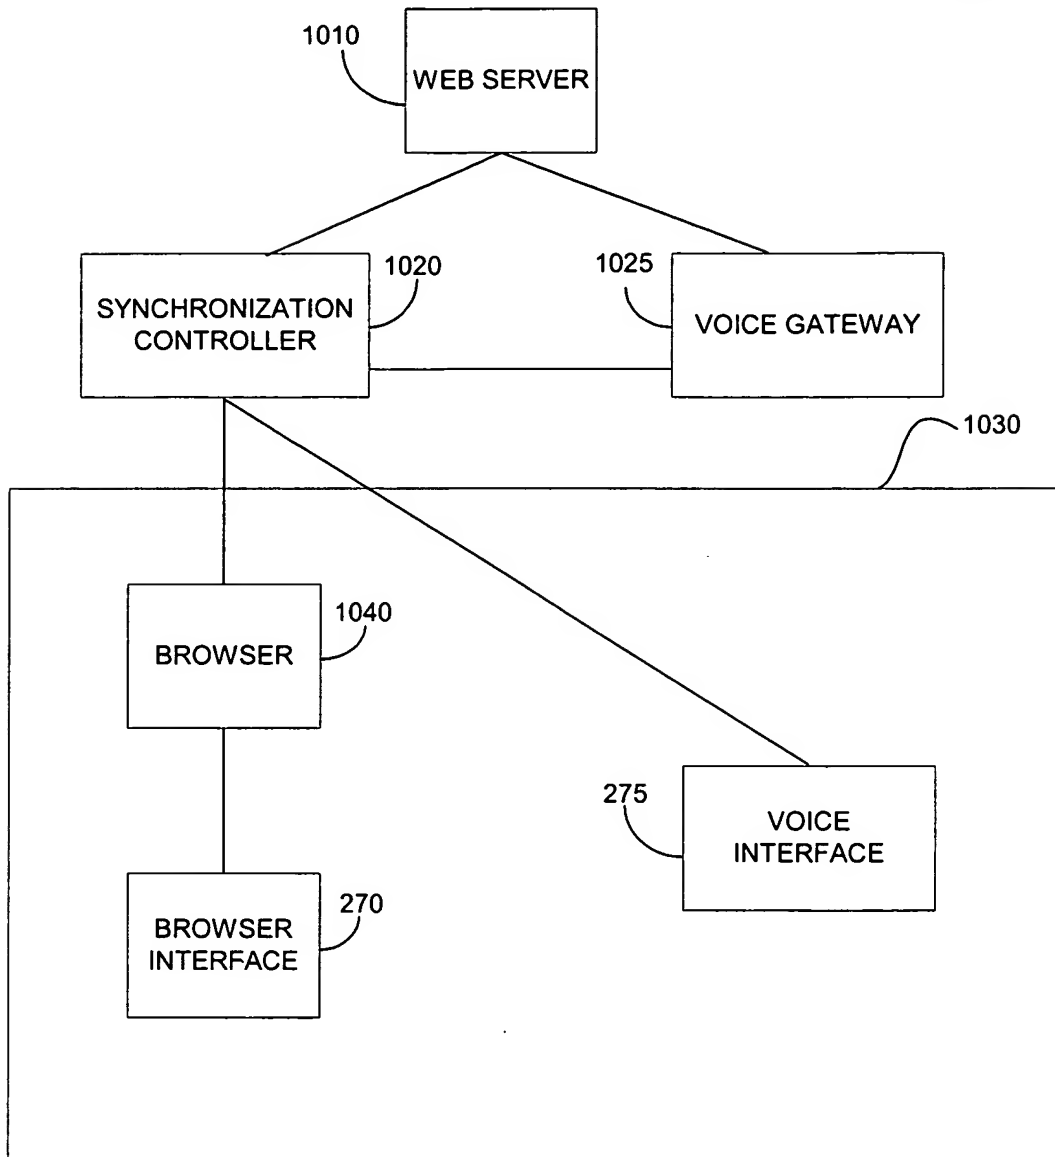 1010
WEB SERVER
1020
1025
SYNCHRONIZATION
CONTROLLER
VOICE GATEWAY
1030
1040
BROWSER
275
VOICE
INTERFACE
270
BROWSER
INTERFACE